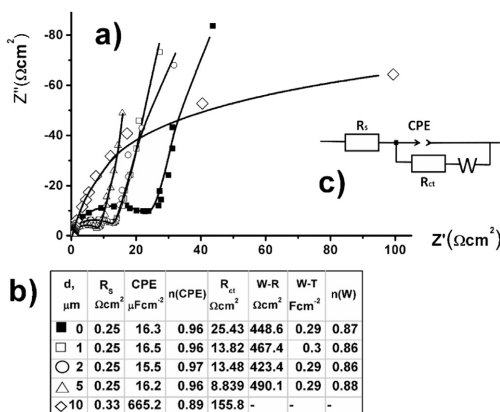 a)
Z''(Ωcm²)
-80
-60
-40
-20
0
0 20 40 60 80 100
Z'(Ωcm²)
Rs CPE
Rct W
c)
b)
d, μm Rs Ωcm² CPE μFcm⁻² n(CPE) Rct Ωcm² W-R Ωcm² W-T Fcm⁻² n(W)
■ 0 0.25 16.3 0.96 25.43 448.6 0.29 0.87
□ 1 0.25 16.5 0.96 13.82 467.4 0.3 0.86
○ 2 0.25 15.5 0.97 13.48 423.4 0.29 0.86
△ 5 0.25 16.2 0.96 8.839 490.1 0.29 0.88
◇ 10 0.33 665.2 0.89 155.8 - - -